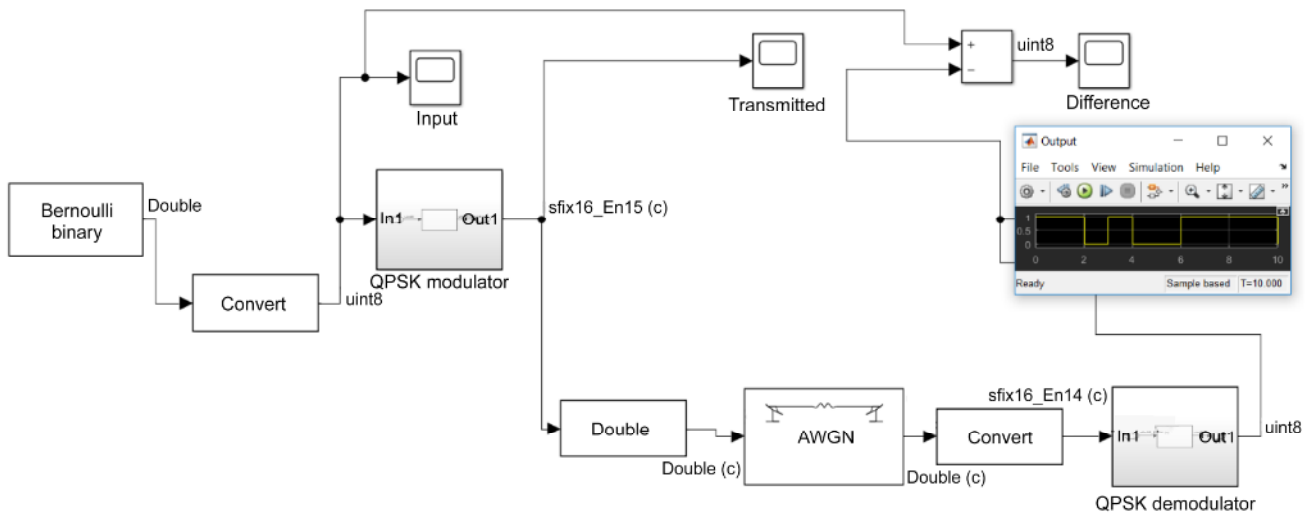 uint8
Input
Transmitted
Difference
Output
File Tools View Simulation Help
1
0.5
0
0 2 4 6 8 10
Ready Sample based T=10.000
Bernoulli
binary
Double
In1 Out1
sfix16_En15 (c)
QPSK modulator
Convert
uint8
Double
Double (c)
AWGN
Double (c)
Convert
sfix16_En14 (c)
In1 Out1
uint8
QPSK demodulator